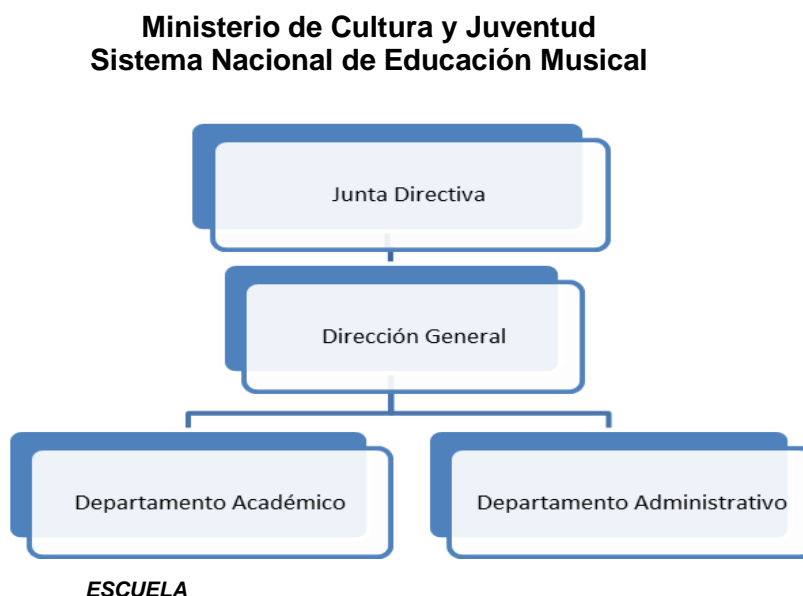 Ministerio de Cultura y Juventud
Sistema Nacional de Educación Musical
Junta Directiva
Dirección General
Departamento Académico
Departamento Administrativo
ESCUELA